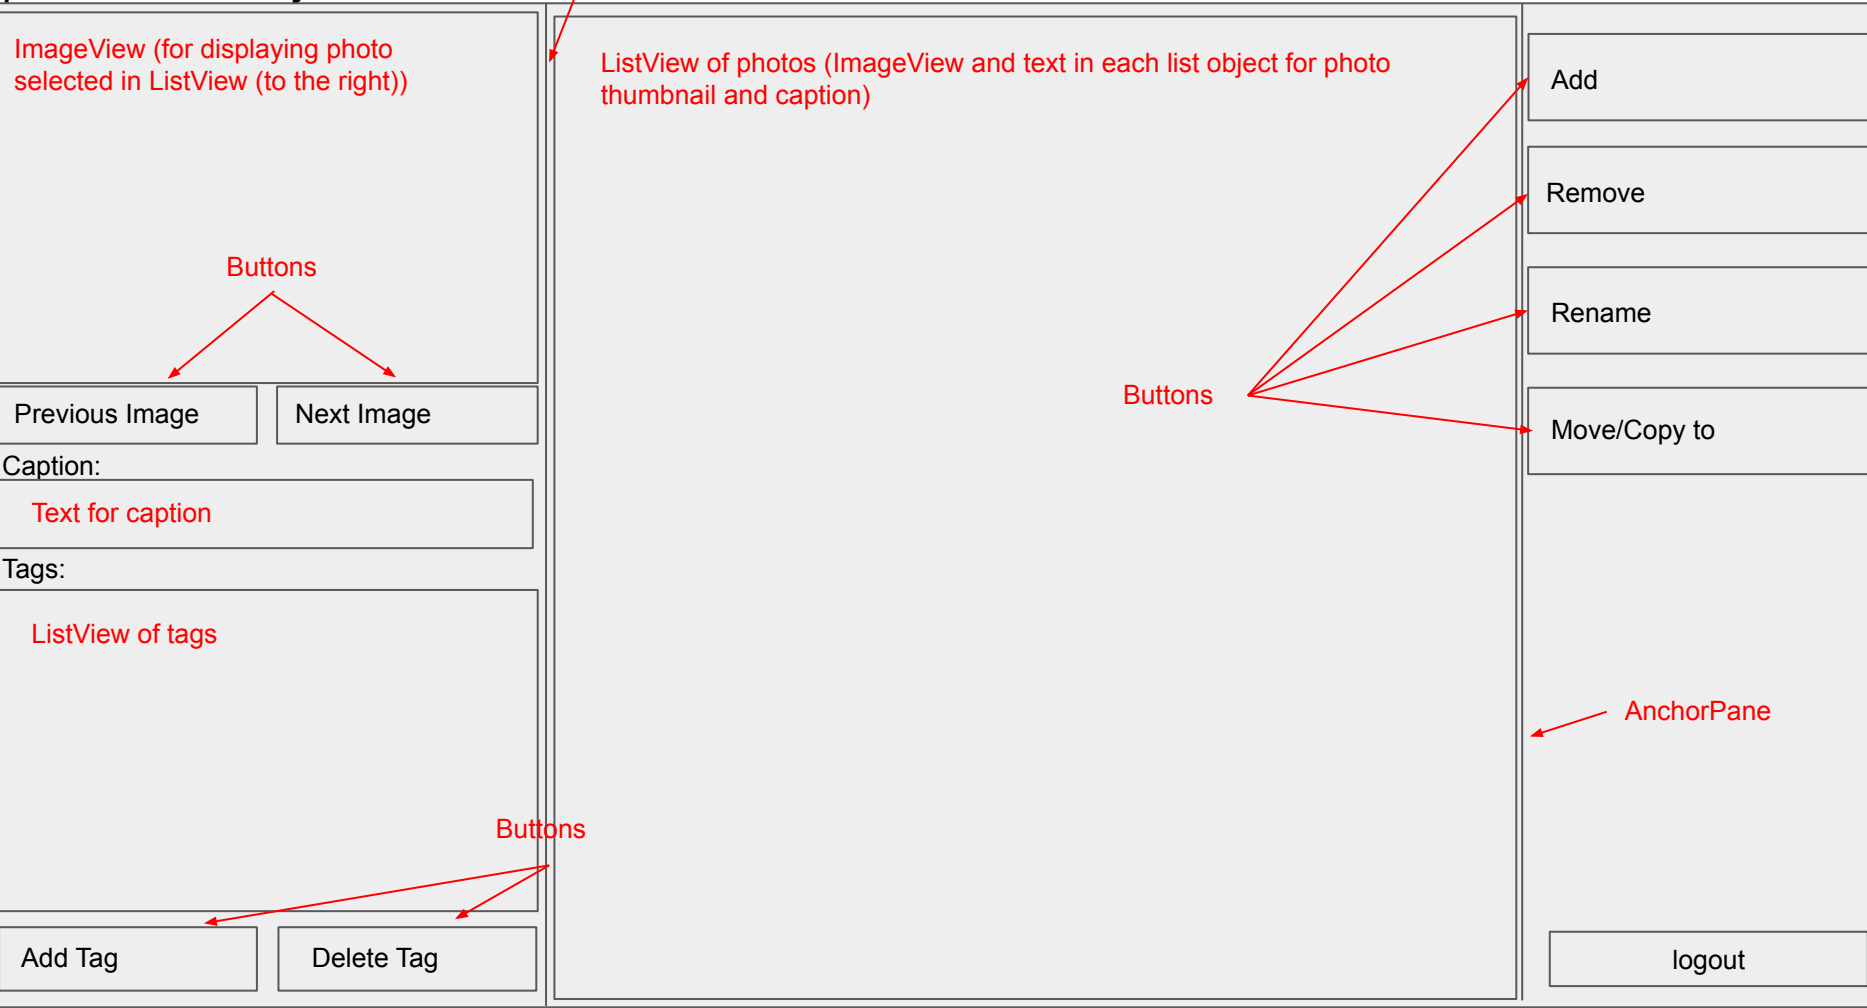 ImageView (for displaying photo
selected in ListView (to the right))
Buttons
Previous Image
Next Image
Caption:
Text for caption
Tags:
ListView of tags
Buttons
Add Tag
Delete Tag
ListView of photos (ImageView and text in each list object for photo
thumbnail and caption)
Buttons
Add
Remove
Rename
Move/Copy to
AnchorPane
logout